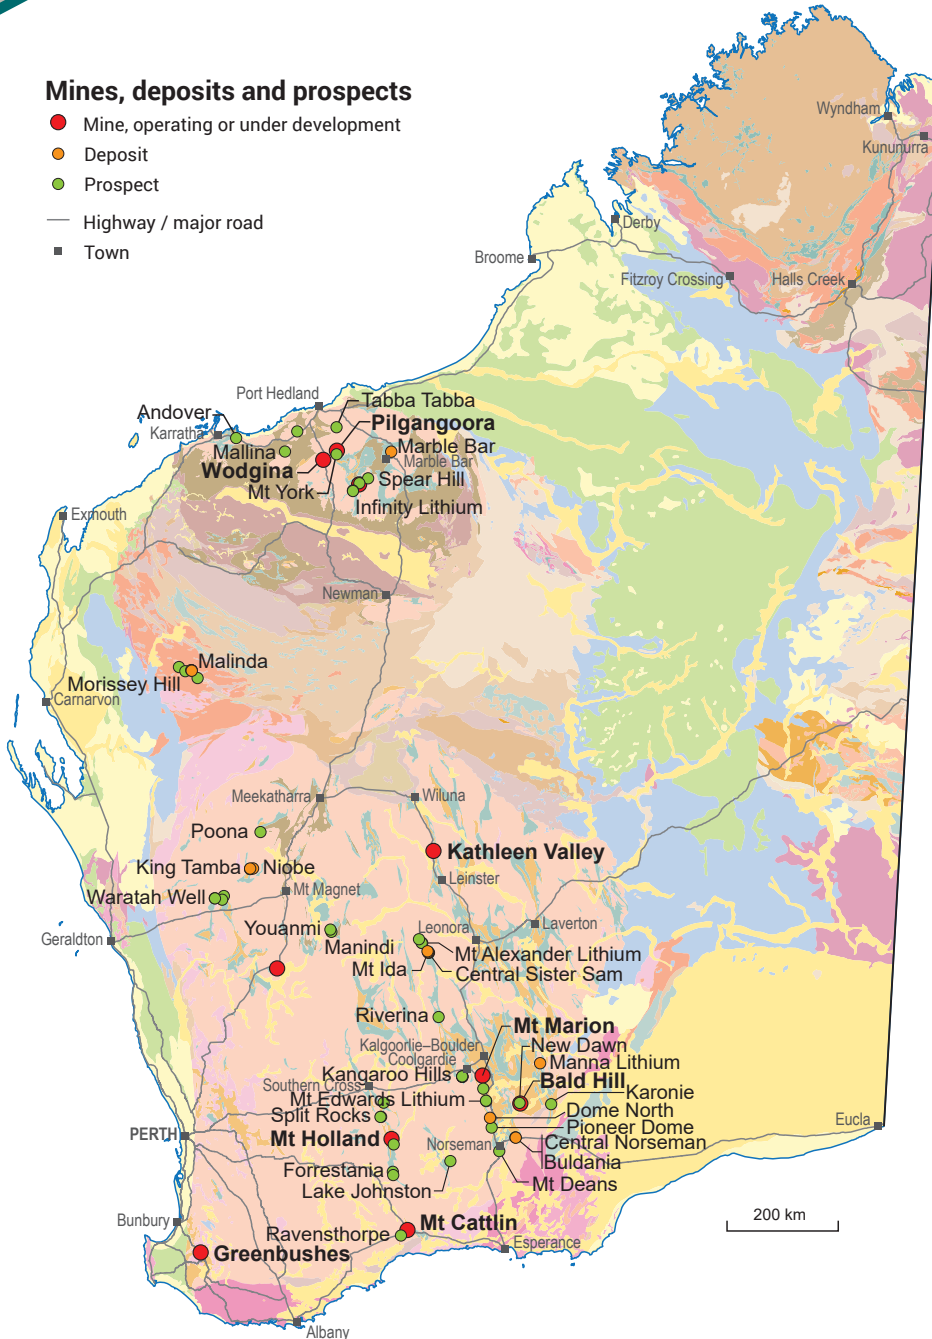 Mines, deposits and prospects
Mine, operating or under development
Deposit
Prospect
Highway / major road
Town
Wyndham
Kununurra
Derby
Broome
Fitzroy Crossing
Halls Creek
Port Hedland
Tabba Tabba
Andover
Pilgangoora
Karratha
Mallina
Marble Bar
Marble Bar
Wodgina
Mt York
Spear Hill
Infinity Lithium
Exmouth
Newman
Malinda
Morissey Hill
Carnarvon
Meekatharra
Wiluna
Poona
Kathleen Valley
King Tamba
Niobe
Leinster
Waratah Well
Mt Magnet
Youanmi
Leonora
Laverton
Geraldton
Manindi
Mt Alexander Lithium
Mt Ida
Central Sister Sam
Riverina
Mt Marion
Kalgoorlie–Boulder
New Dawn
Coolgardie
Manna Lithium
Kangaroo Hills
Bald Hill
Southern Cross
Karonie
Mt Edwards Lithium
Dome North
Split Rocks
Pioneer Dome
Eucla
PERTH
Mt Holland
Norseman
Central Norseman
Buldania
Forrestania
Mt Deans
Lake Johnston
Bunbury
Mt Cattlin
Ravensthorpe
200 km
Esperance
Greenbushes
Albany